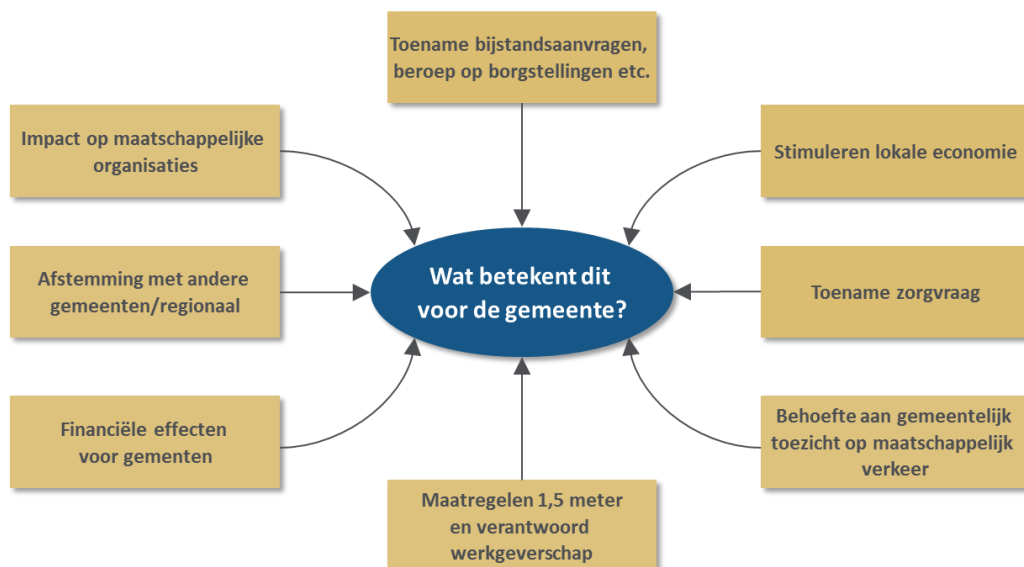 Toename bijstandsaanvragen,
beroep op borgstellingen etc.
Impact op maatschappelijke
organisaties
Stimuleren lokale economie
Afstemming met andere
gemeenten/regionaal
Wat betekent dit
voor de gemeente?
Toename zorgvraag
Financiële effecten
voor gementen
Behoefte aan gemeentelijk
toezicht op maatschappelijk
verkeer
Maatregelen 1,5 meter
en verantwoord
werkgeverschap